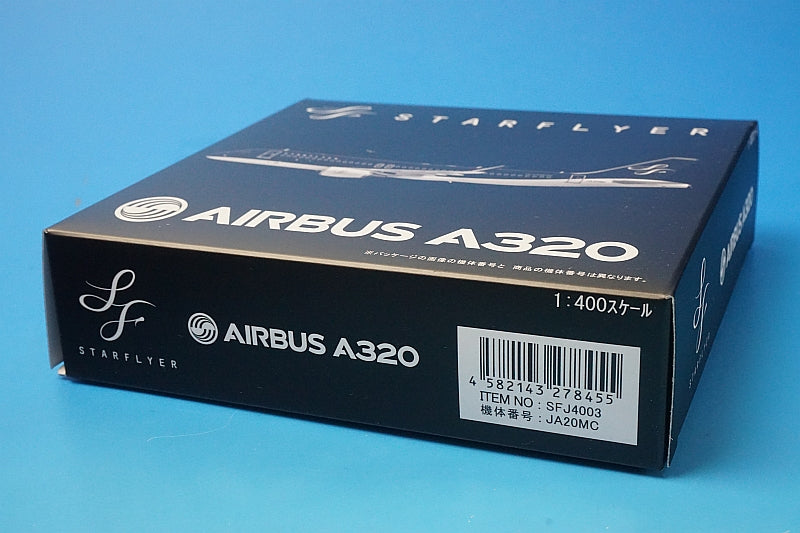 STARFLYER
AIRBUS A320
※パッケージの画像の機体番号と 商品の機体番号は異なります。
1:400スケール
STARFLYER
AIRBUS A320
4 582143 278455
ITEM NO : SFJ4003
機体番号 : JA20MC
AIRBUS A320